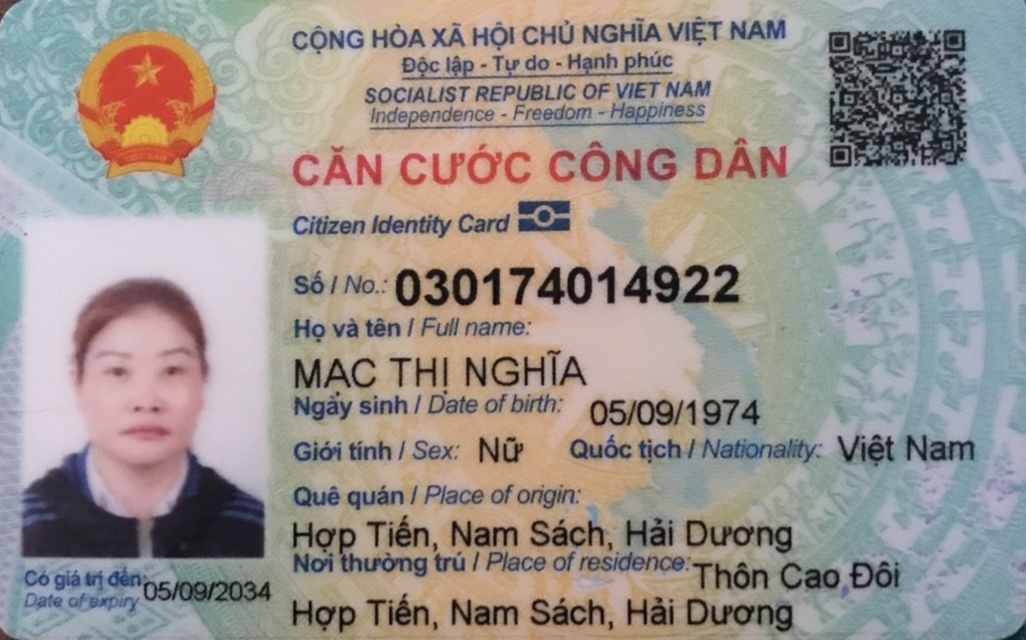 CỘNG HÒA XÃ HỘI CHỦ NGHĨA VIỆT NAM
Độc lập - Tự do - Hạnh phúc
SOCIALIST REPUBLIC OF VIET NAM
Independence - Freedom - Happiness
CĂN CƯỚC CÔNG DÂN
Citizen Identity Card
Số / No.: 030174014922
Họ và tên / Full name:
MẠC THỊ NGHĨA
Ngày sinh / Date of birth: 05/09/1974
Giới tính / Sex: Nữ Quốc tịch / Nationality: Việt Nam
Quê quán / Place of origin:
Hợp Tiến, Nam Sách, Hải Dương
Nơi thường trú / Place of residence: Thôn Cao Đôi
Hợp Tiến, Nam Sách, Hải Dương
Có giá trị đến: 05/09/2034
Date of expiry